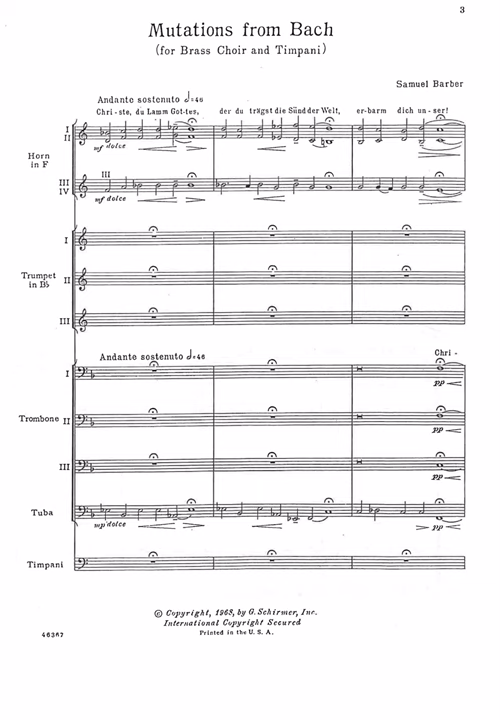 3
Mutations from Bach
(for Brass Choir and Timpani)
Samuel Barber
Andante sostenuto 𝅗𝅥=46
Chri-ste, du Lamm Got-tes, der du trägst die Sünd der Welt, er-barm dich un-ser!
I
II
mf dolce
Horn
in F
III
III
IV
mf dolce
I
Trumpet
in B♭
II
III
Andante sostenuto 𝅗𝅥=46
Chri-
I
pp
Trombone II
pp
III
pp
Tuba
mp dolce
pp
Timpani
© Copyright, 1968, by G. Schirmer, Inc.
International Copyright Secured
Printed in the U. S. A.
46367